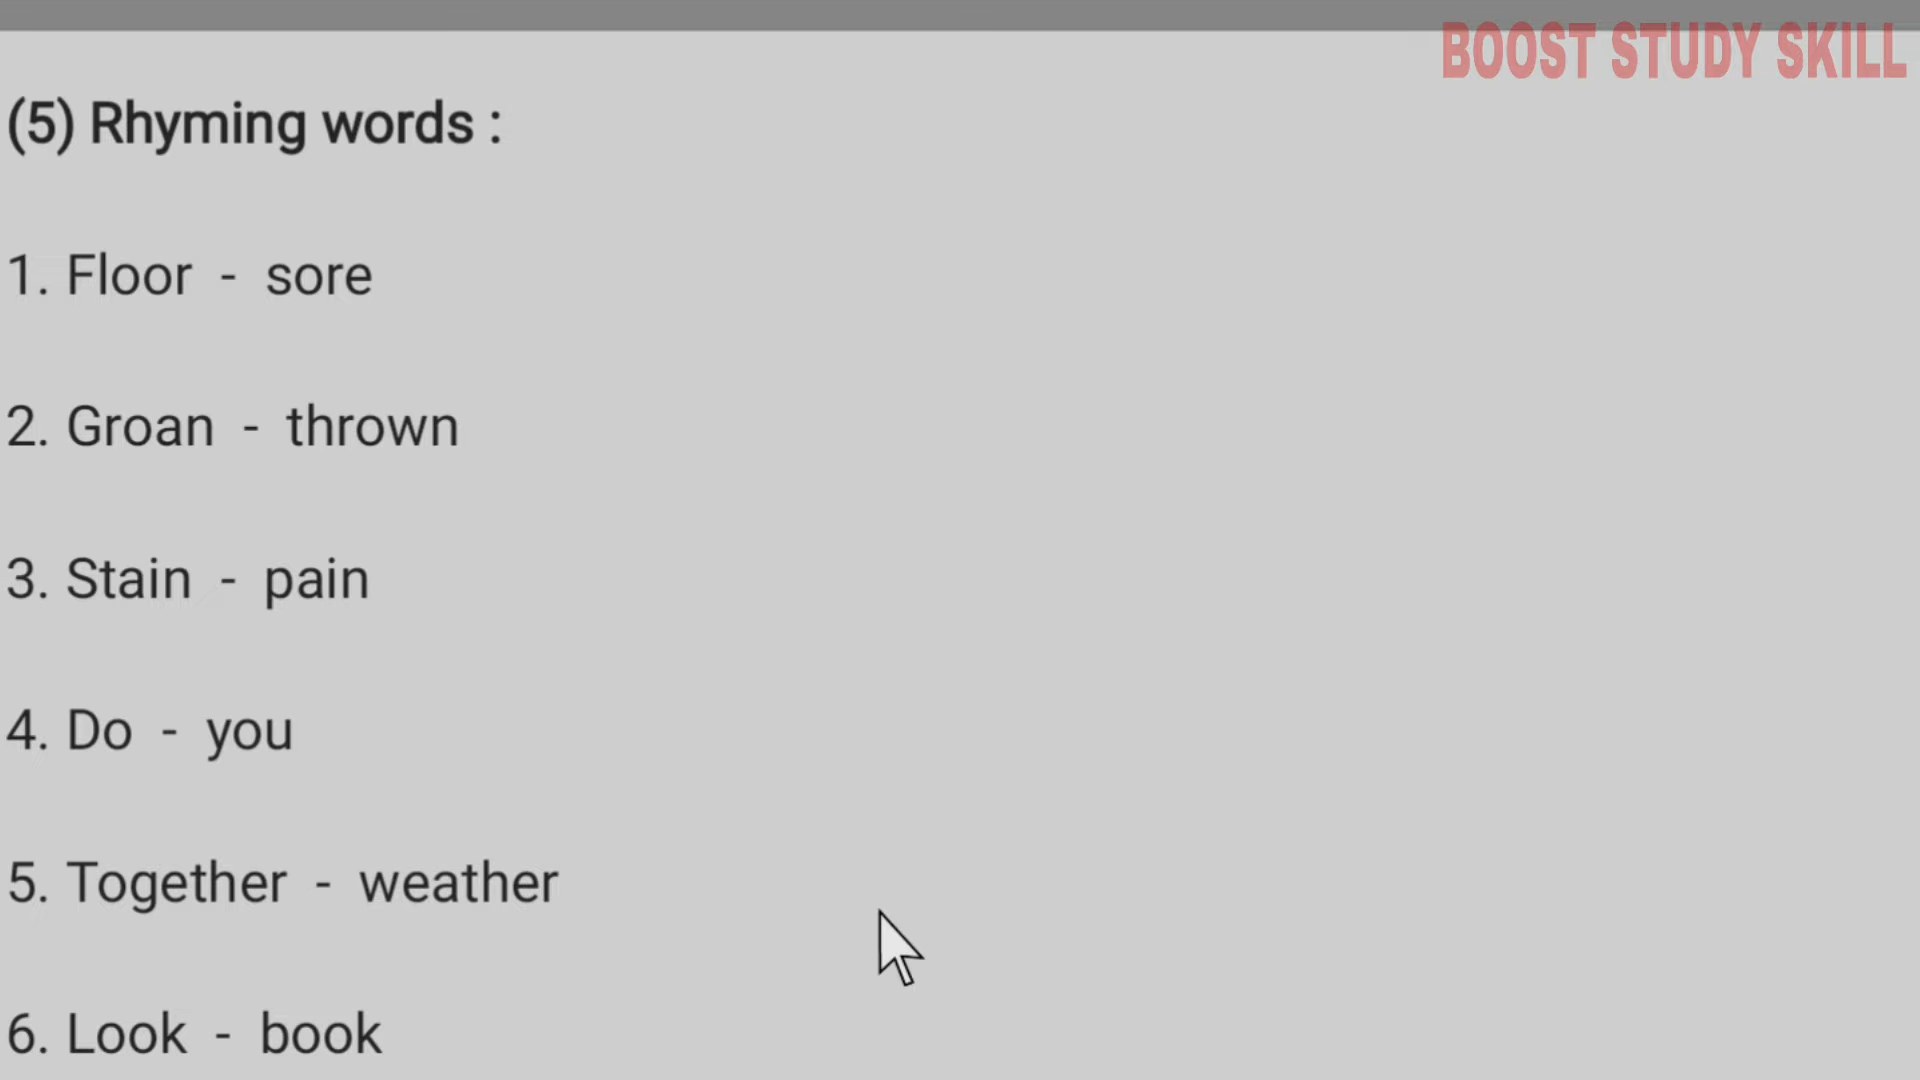 BOOST STUDY SKILL
(5) Rhyming words :
1. Floor - sore
2. Groan - thrown
3. Stain - pain
4. Do - you
5. Together - weather
6. Look - book